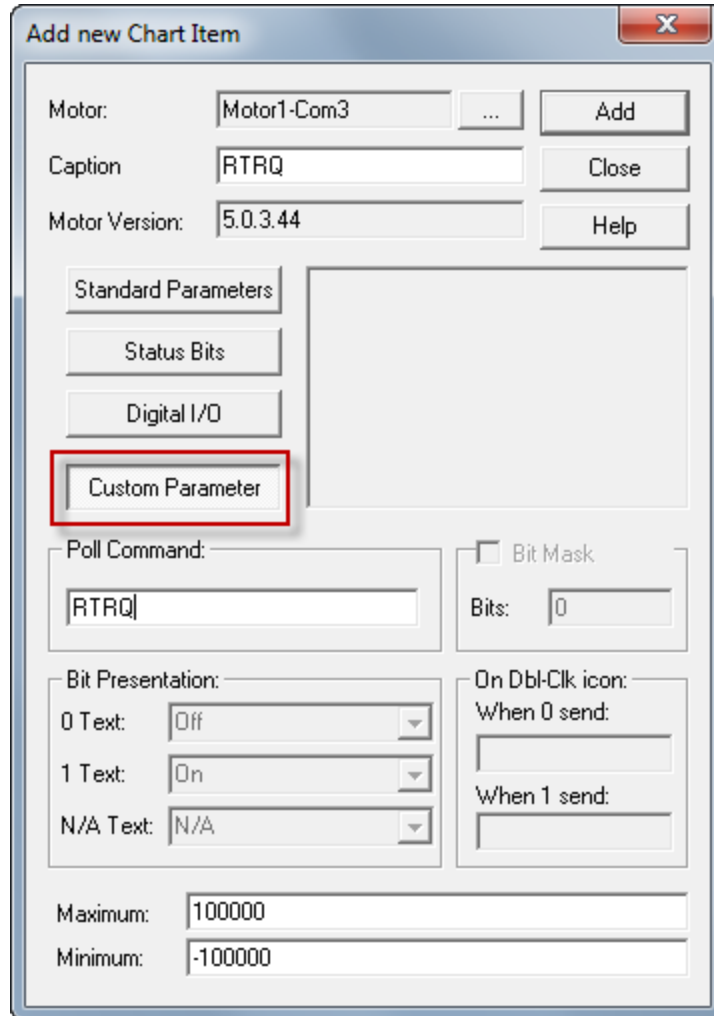 Add new Chart Item
Motor: Motor1-Com3 ... Add
Caption RTRQ Close
Motor Version: 5.0.3.44 Help
Standard Parameters
Status Bits
Digital I/O
Custom Parameter
Poll Command: Bit Mask
RTRQ Bits: 0
Bit Presentation: On Dbl-Clk icon:
0 Text: Off When 0 send:
1 Text: On
When 1 send:
N/A Text: N/A
Maximum: 100000
Minimum: -100000